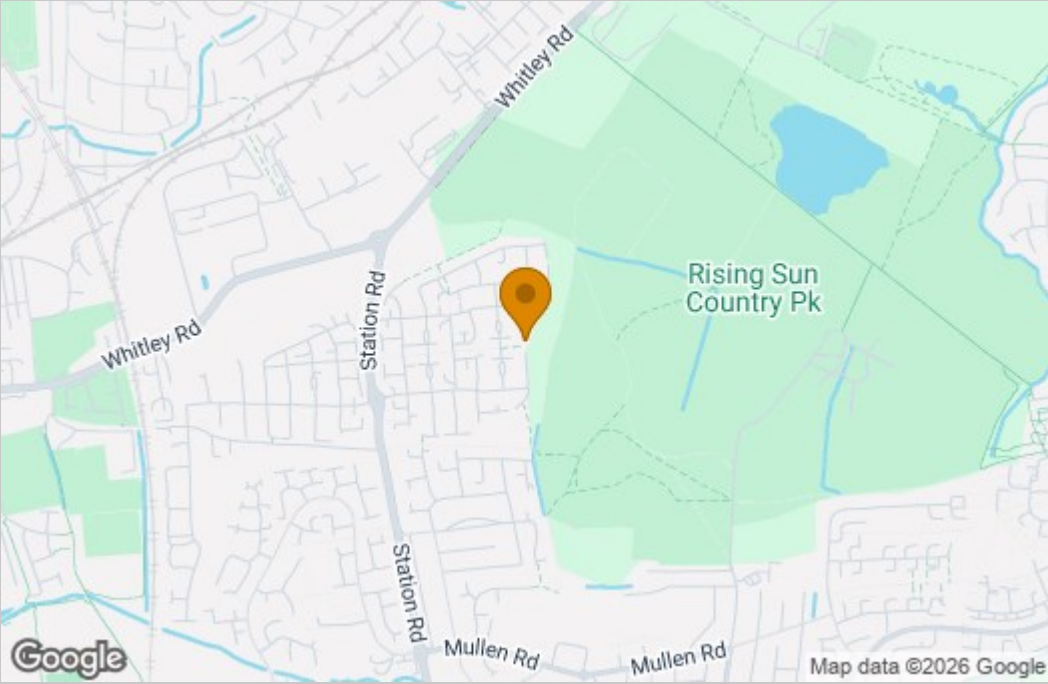 Whitley Rd
Rising Sun
Country Pk
Station Rd
Whitley Rd
Station Rd
Mullen Rd
Mullen Rd
Google
Map data ©2026 Google